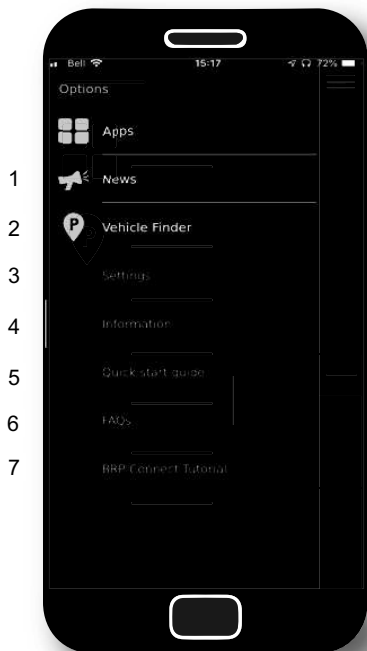 Bell 15:17 72%
Options
Apps
1 News
2 P Vehicle Finder
3 Settings
4 Information
5 Quick start guide
6 FAQs
7 BRP Connect Tutorial